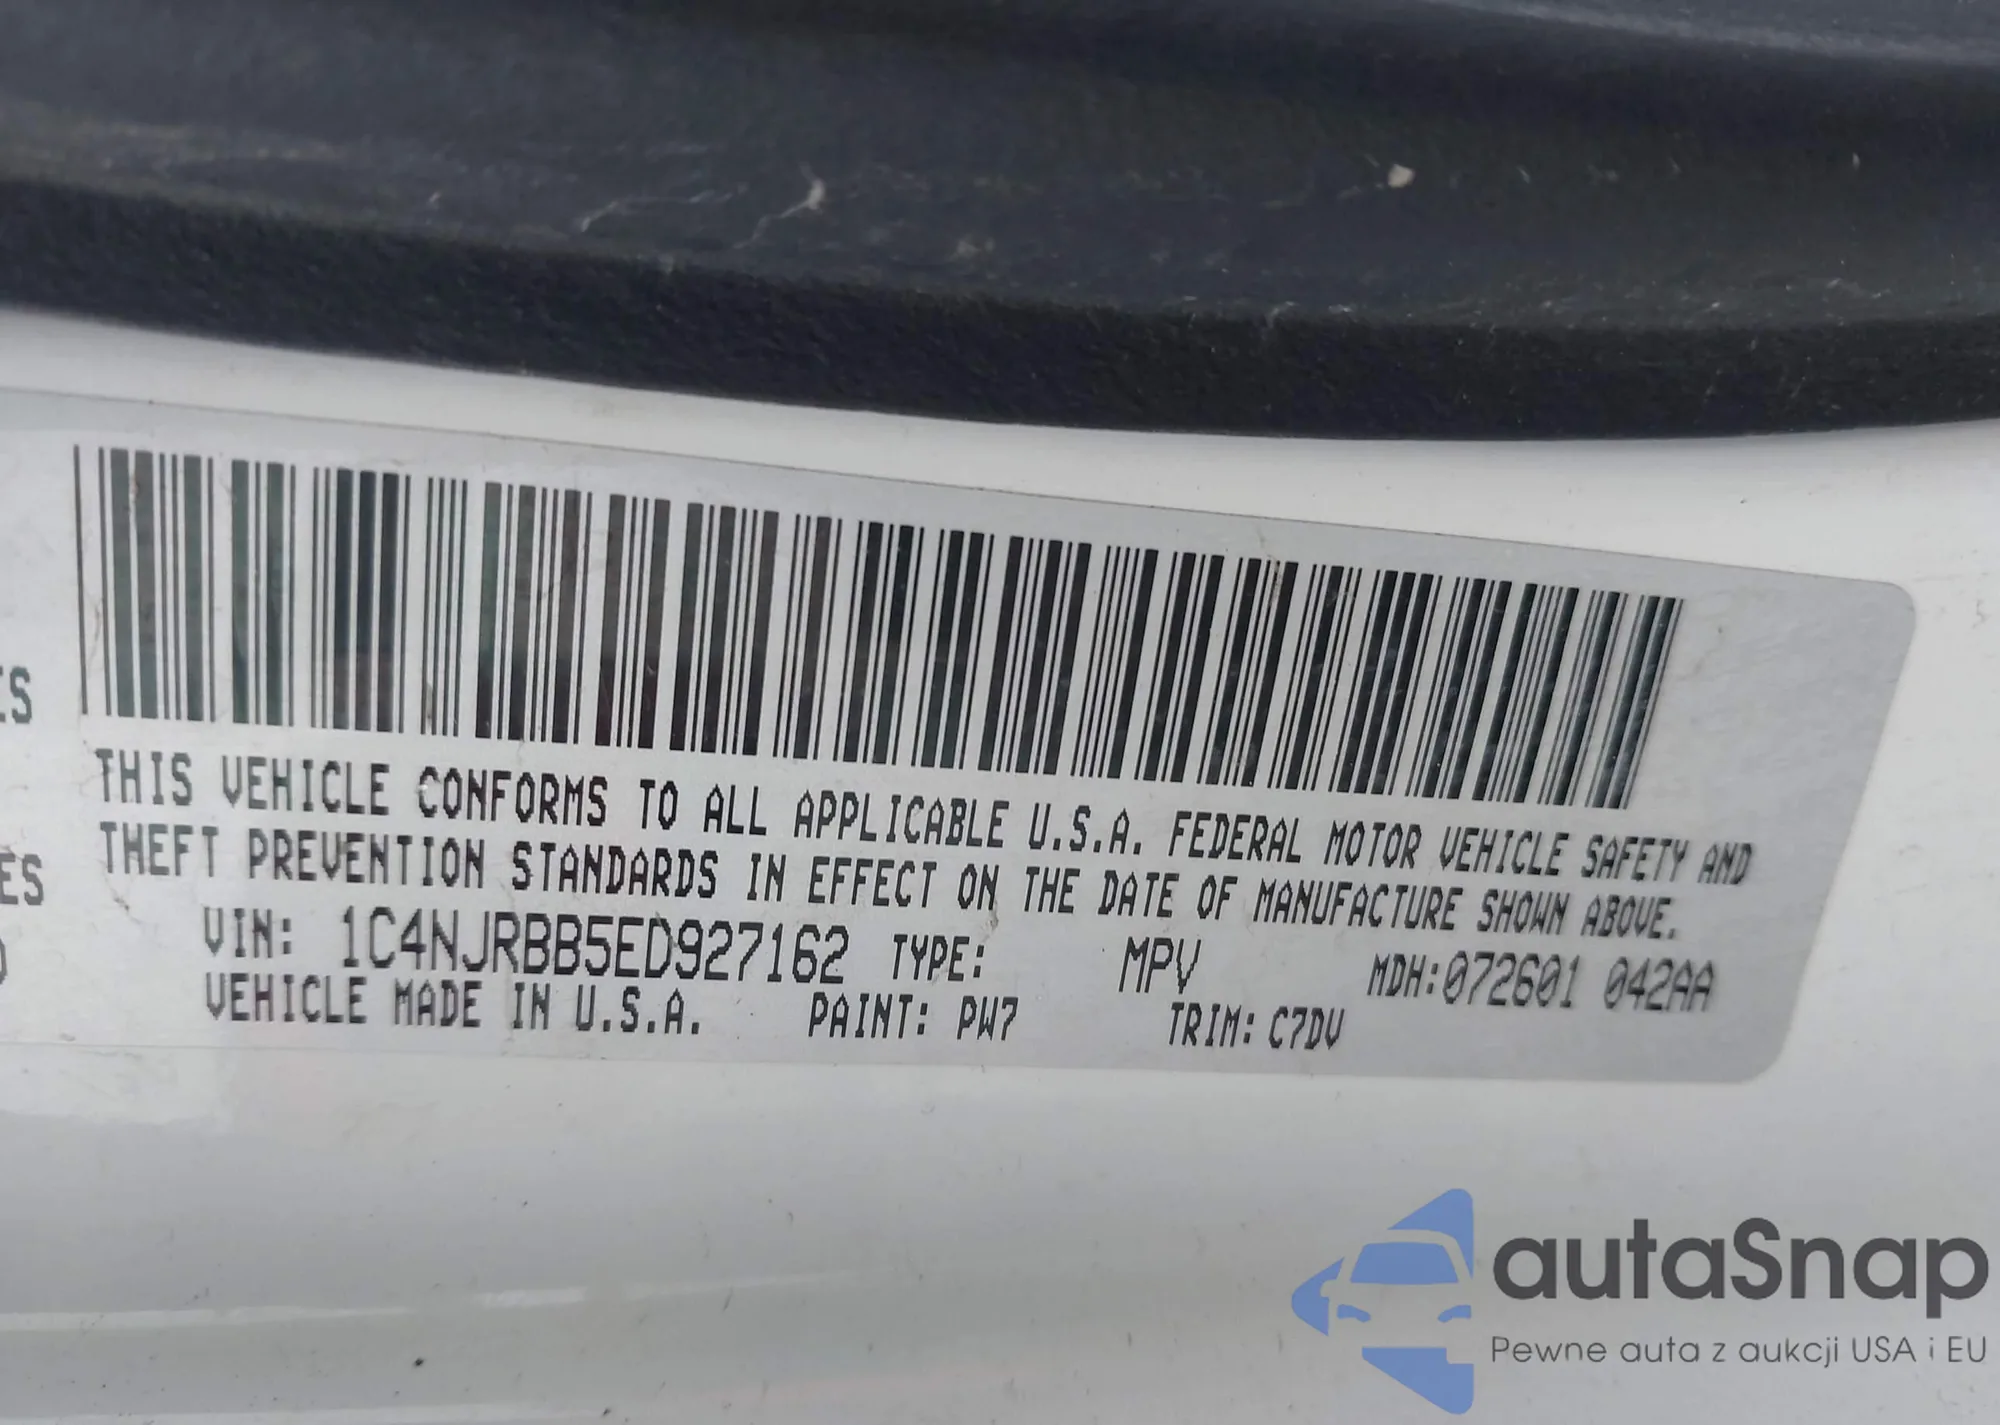 ES
ES
THIS VEHICLE CONFORMS TO ALL APPLICABLE U.S.A. FEDERAL MOTOR VEHICLE SAFETY AND
THEFT PREVENTION STANDARDS IN EFFECT ON THE DATE OF MANUFACTURE SHOWN ABOVE.
VIN: 1C4NJRBB5ED927162 TYPE: MPV MDH:072601 042AA
VEHICLE MADE IN U.S.A. PAINT: PW7 TRIM: C7DV
autaSnap
Pewne auta z aukcji USA i EU